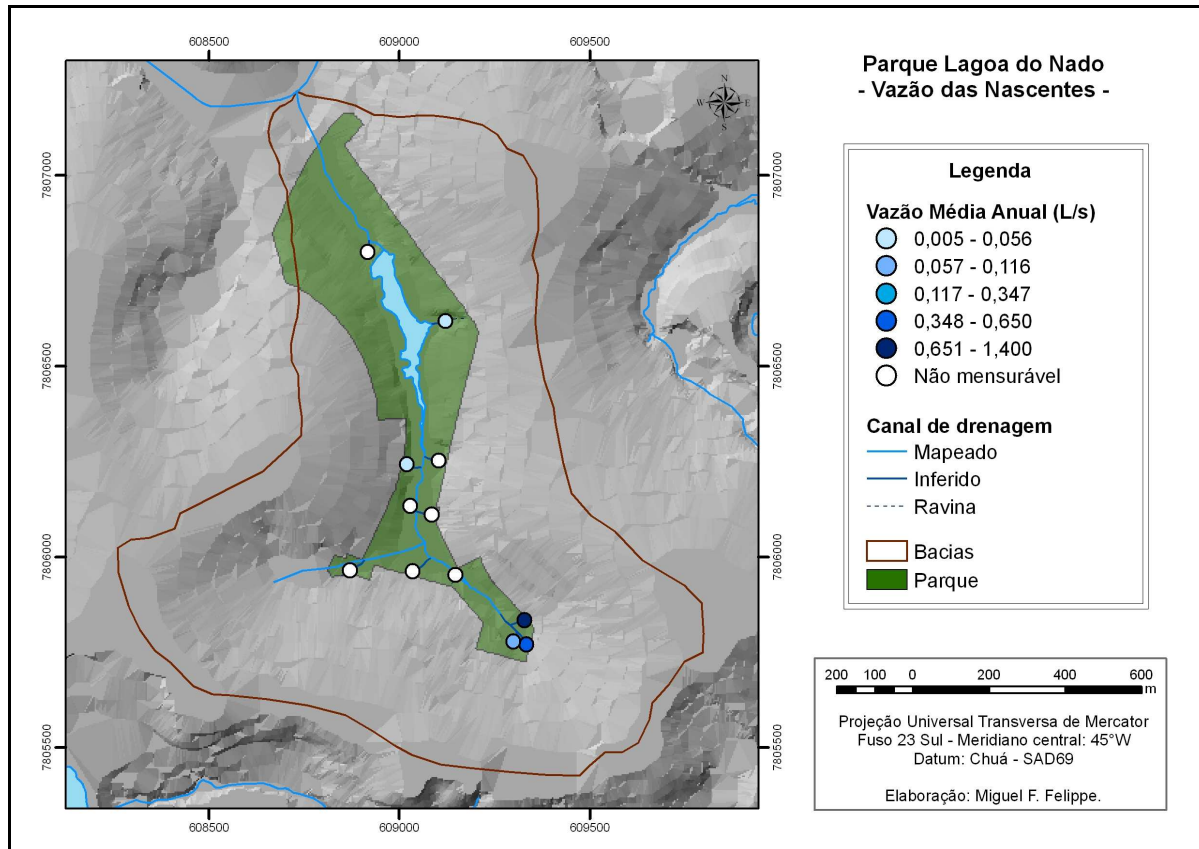 608500 609000 609500
Parque Lagoa do Nado
- Vazão das Nascentes -
N
W E
S
7807000 7807000
7806500 7806500
7806000 7806000
7805500 7805500
608500 609000 609500
Legenda
Vazão Média Anual (L/s)
0,005 - 0,056
0,057 - 0,116
0,117 - 0,347
0,348 - 0,650
0,651 - 1,400
Não mensurável
Canal de drenagem
Mapeado
Inferido
Ravina
Bacias
Parque
200 100 0 200 400 600
m
Projeção Universal Transversa de Mercator
Fuso 23 Sul - Meridiano central: 45°W
Datum: Chuá - SAD69
Elaboração: Miguel F. Felippe.